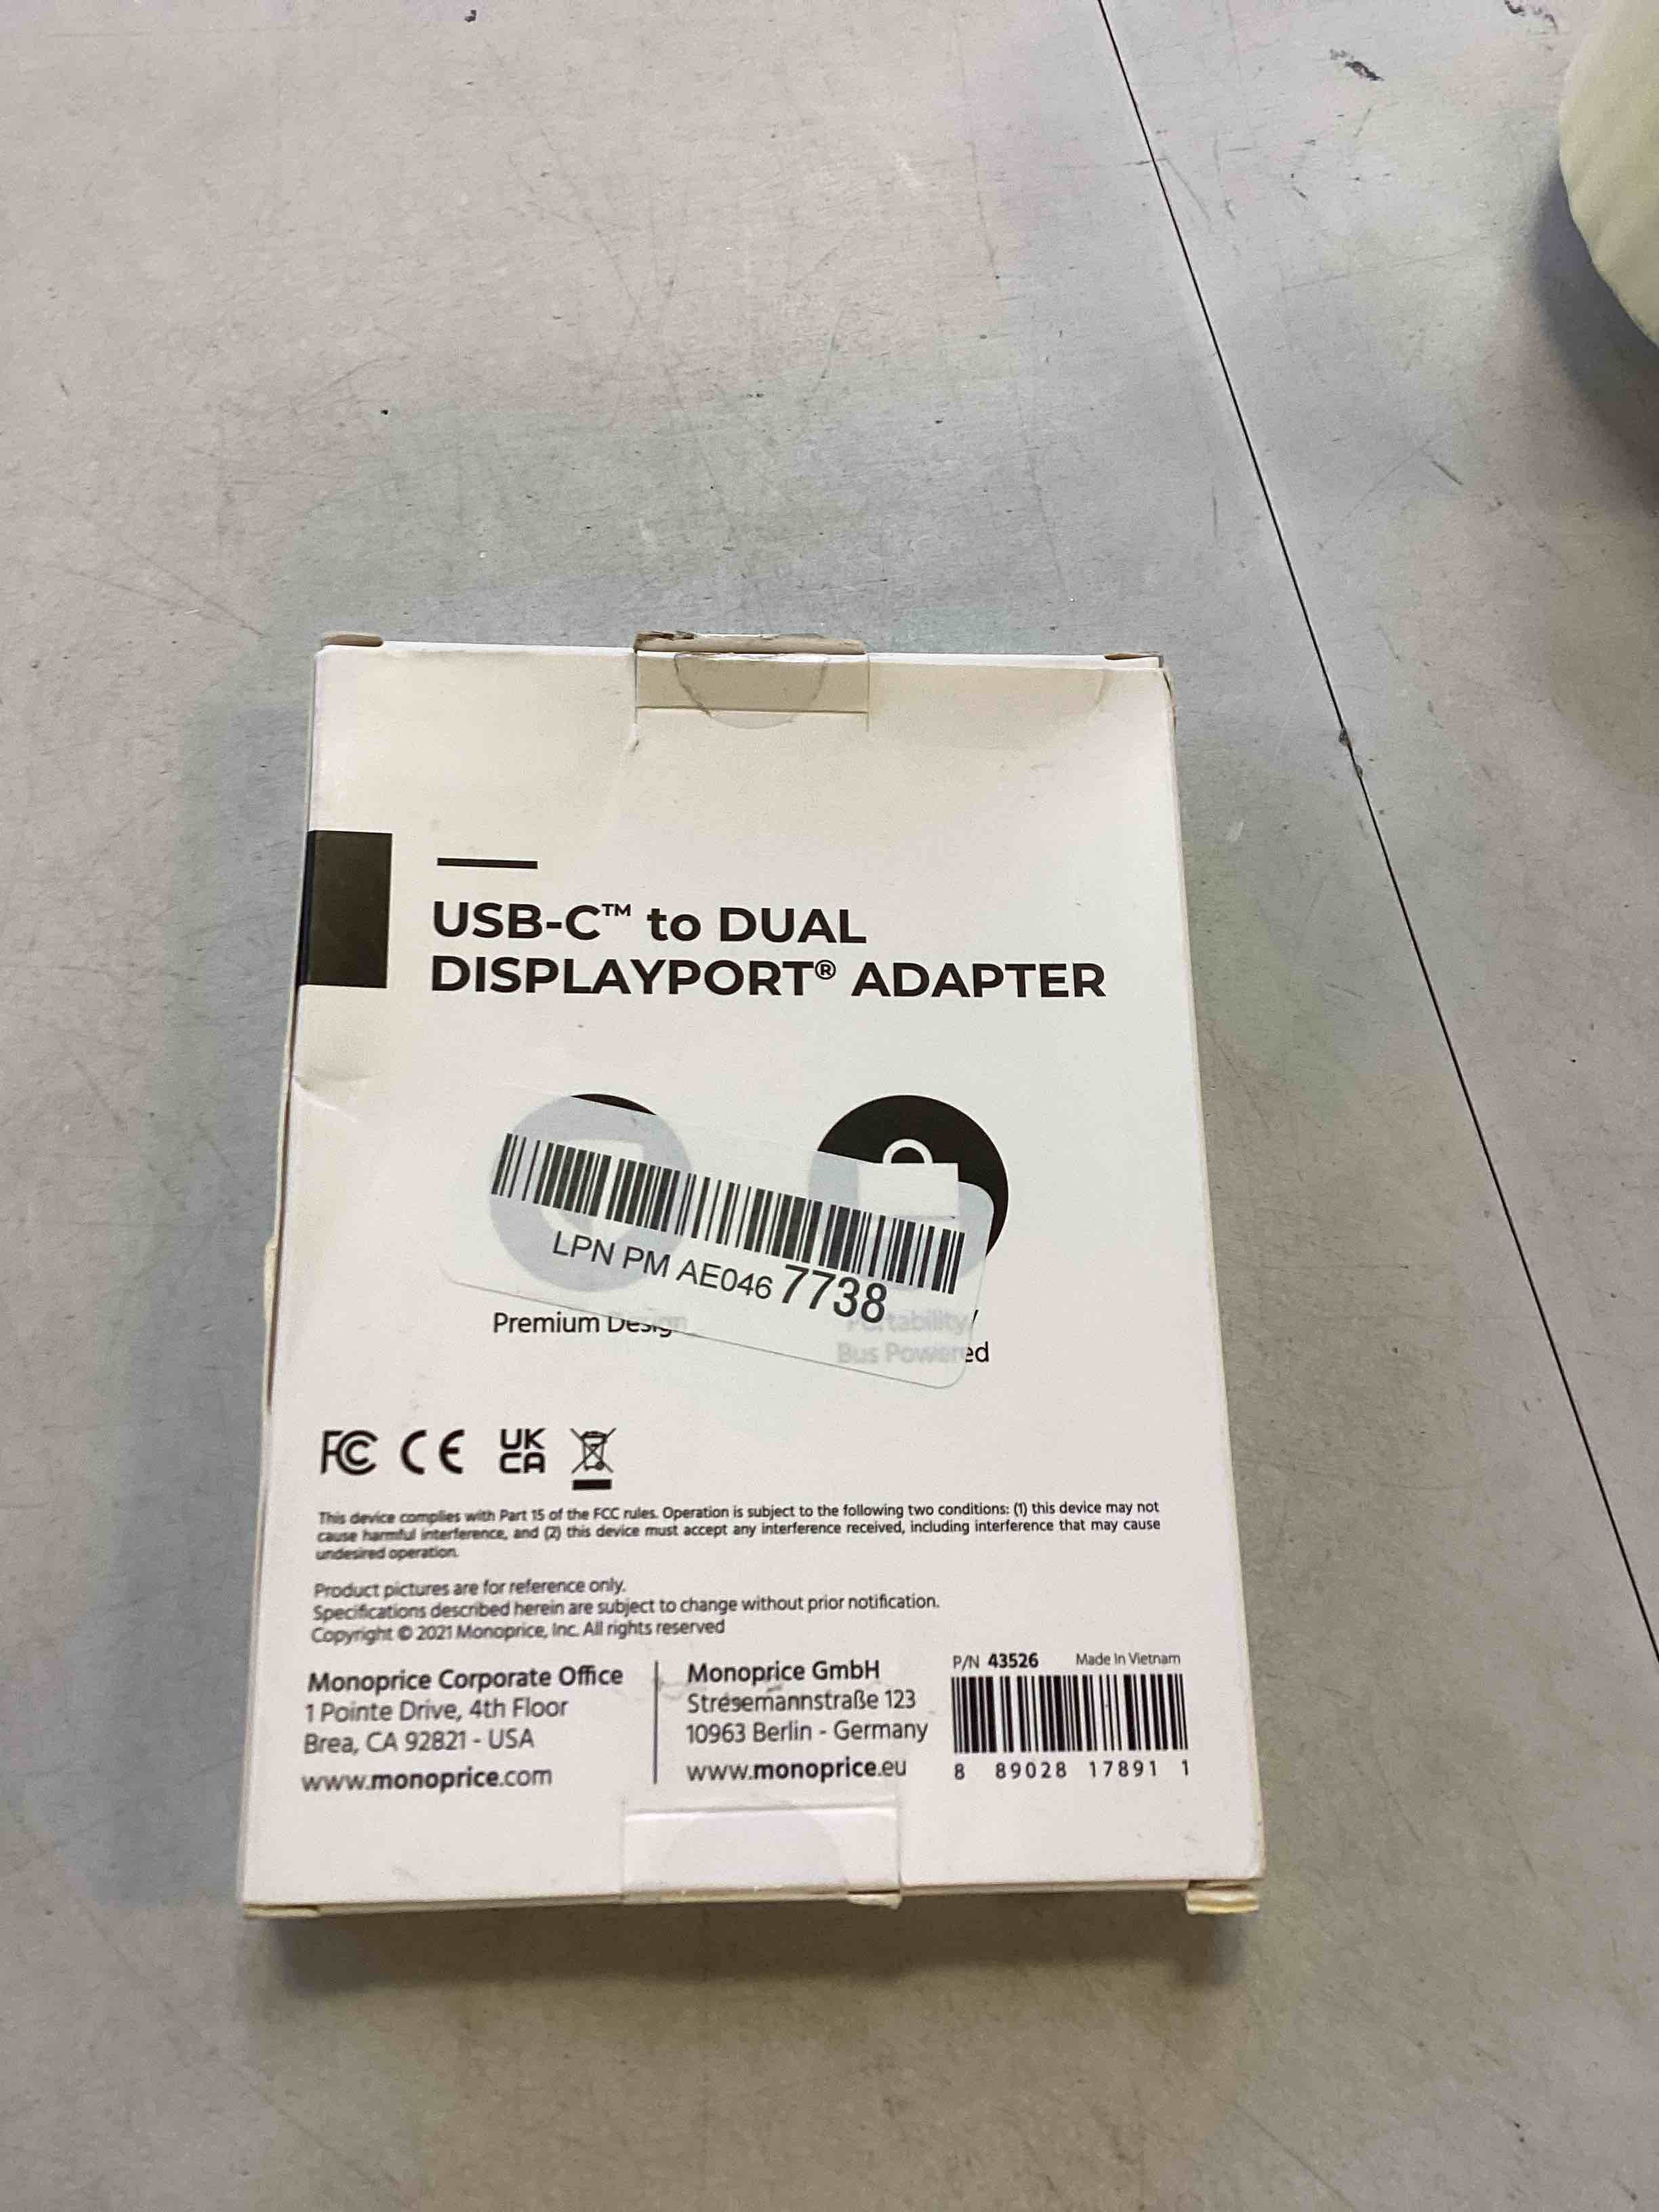 USB-C™ to DUAL
DISPLAYPORT® ADAPTER
LPN PM AE046 7738
Premium Design
Portability/
Bus Powered
FC CE UK
CA
This device complies with Part 15 of the FCC rules. Operation is subject to the following two conditions: (1) this device may not
cause harmful interference, and (2) this device must accept any interference received, including interference that may cause
undesired operation.
Product pictures are for reference only.
Specifications described herein are subject to change without prior notification.
Copyright © 2021 Monoprice, Inc. All rights reserved
Monoprice Corporate Office
1 Pointe Drive, 4th Floor
Brea, CA 92821 - USA
www.monoprice.com
Monoprice GmbH
Stresemannstraße 123
10963 Berlin - Germany
www.monoprice.eu
P/N 43526 Made In Vietnam
8 89028 17891 1